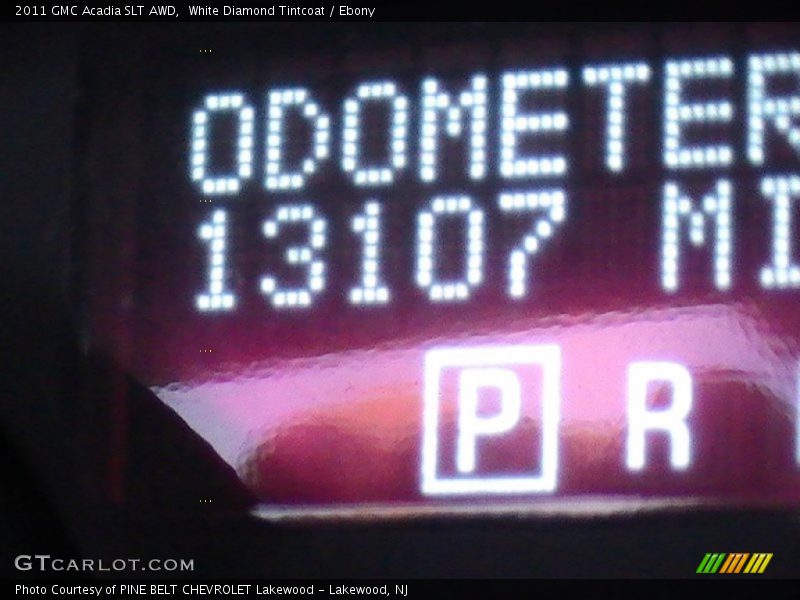 2011 GMC Acadia SLT AWD,  White Diamond Tintcoat / Ebony
ODOMETER
13107 MI
P R
GTCARLOT.COM
Photo Courtesy of PINE BELT CHEVROLET Lakewood - Lakewood, NJ